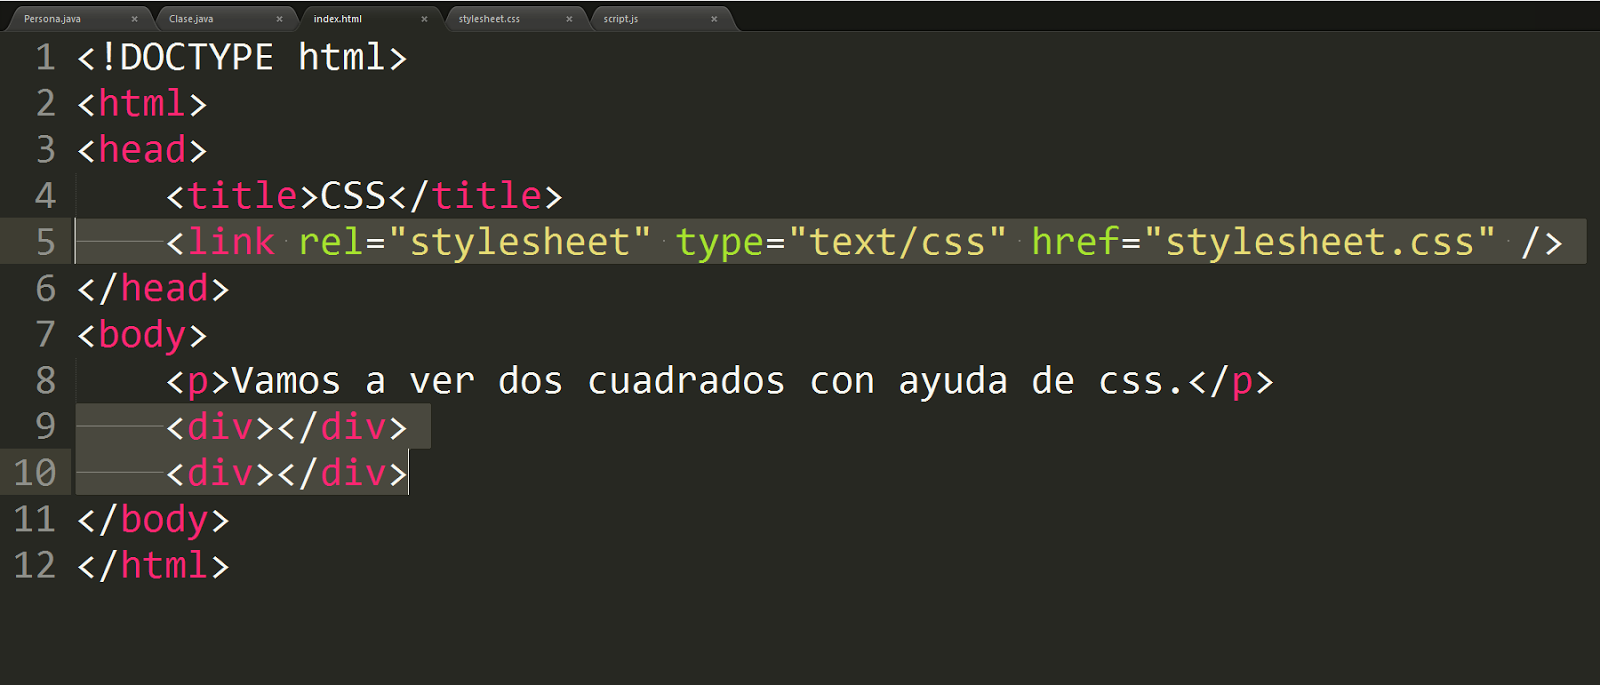 Persona.java × Clase.java × index.html × stylesheet.css × script.js ×
1 <!DOCTYPE html>
2 <html>
3 <head>
4     <title>CSS</title>
5     <link rel="stylesheet" type="text/css" href="stylesheet.css" />
6 </head>
7 <body>
8     <p>Vamos a ver dos cuadrados con ayuda de css.</p>
9     <div></div>
10     <div></div>
11 </body>
12 </html>